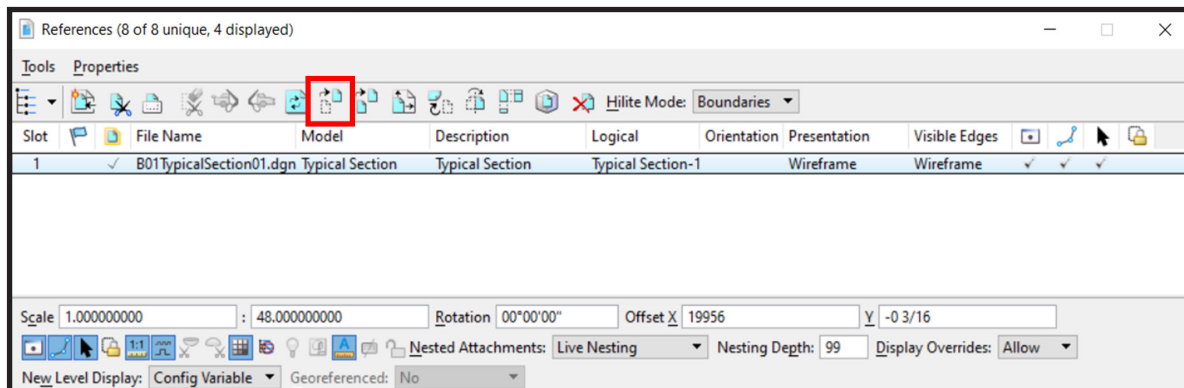 References (8 of 8 unique, 4 displayed)
Tools Properties
Hilite Mode: Boundaries
Slot File Name Model Description Logical Orientation Presentation Visible Edges
1 B01TypicalSection01.dgn Typical Section Typical Section Typical Section-1 Wireframe Wireframe
Scale 1.000000000 : 48.000000000 Rotation 00°00'00" Offset X 19956 Y -0 3/16
1:1 A Nested Attachments: Live Nesting Nesting Depth: 99 Display Overrides: Allow
New Level Display: Config Variable Georeferenced: No